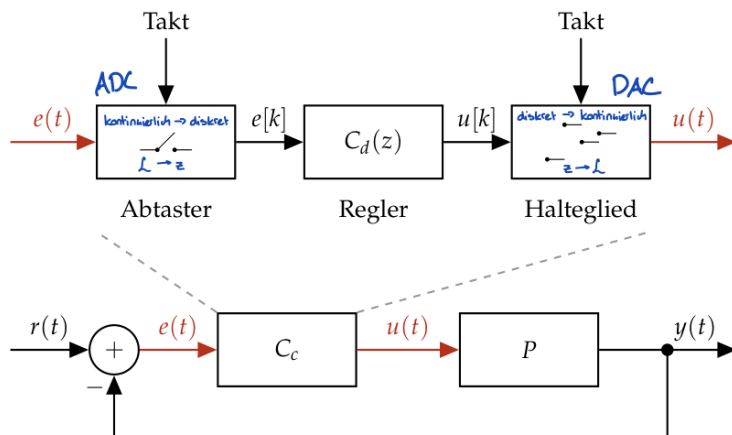 Takt
Takt
ADC
DAC
e(t)
kontinuierlich → diskret
L → z
e[k]
C_d(z)
u[k]
diskret → kontinuierlich
z → L
u(t)
Abtaster
Regler
Halteglied
r(t)
+
−
e(t)
C_c
u(t)
P
y(t)